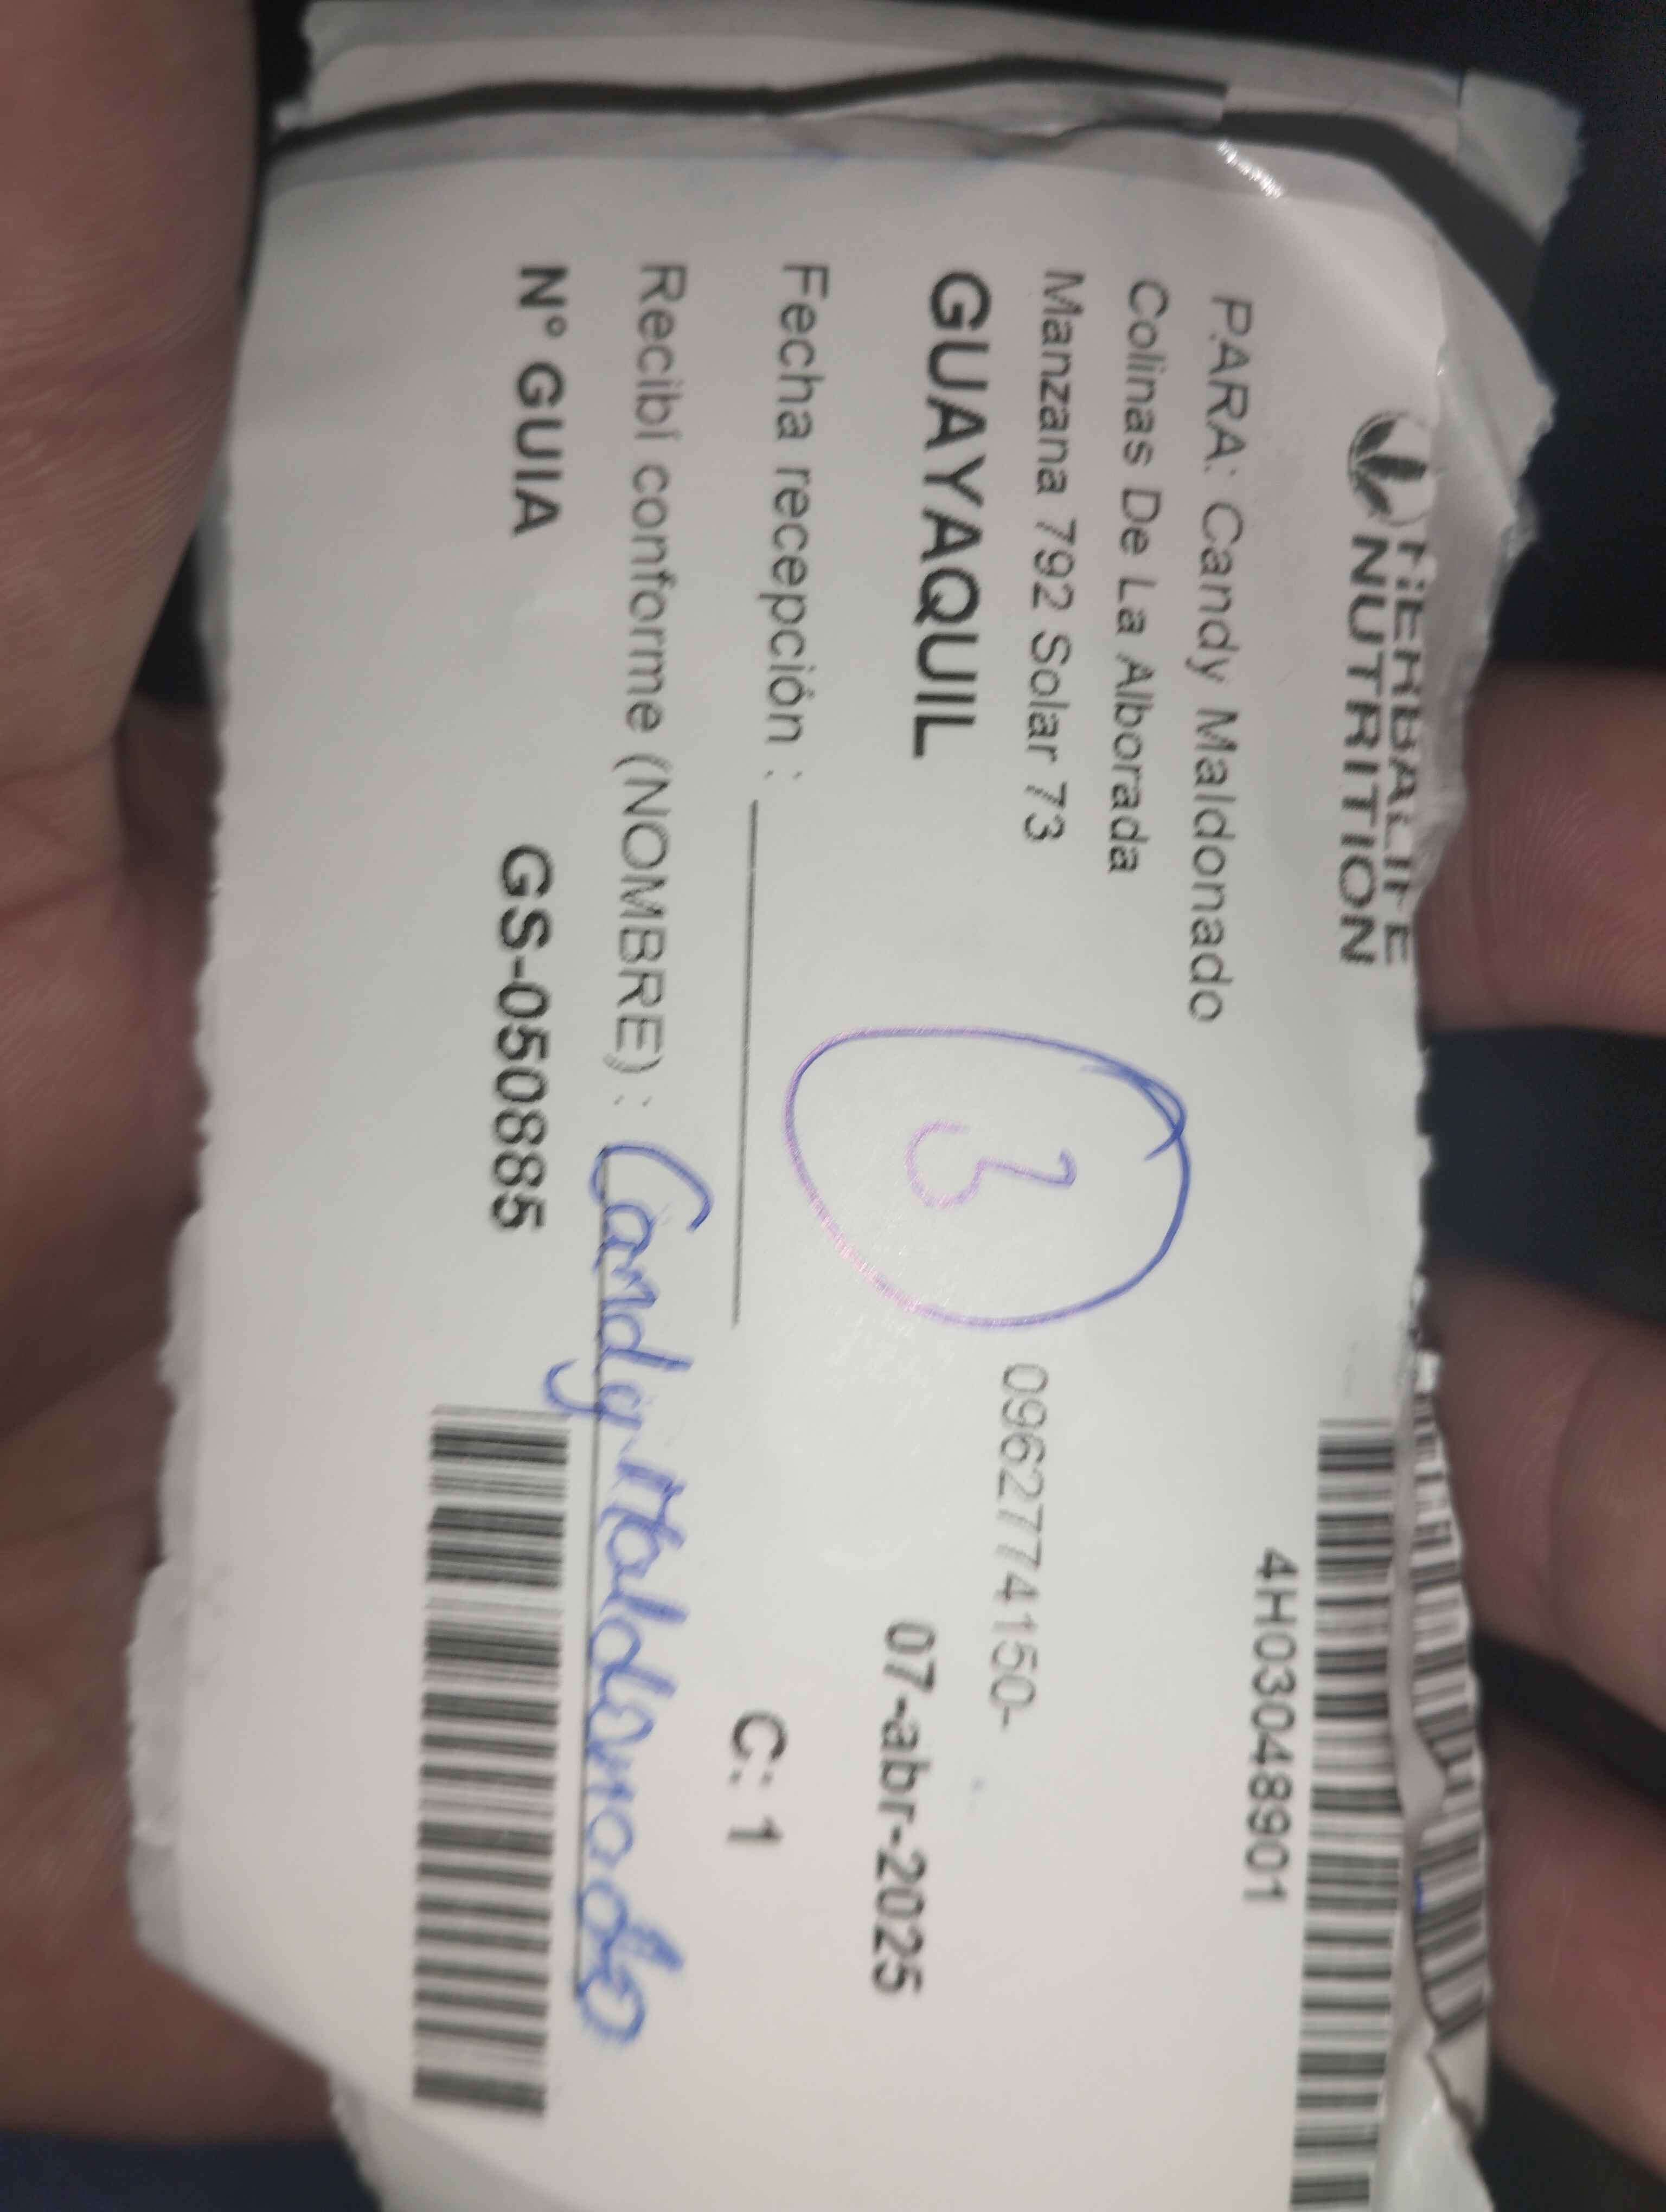 HERBALIFE
NUTRITION
4H03048901
PARA: Candy Maldonado
Colinas De La Alborada
Manzana 792 Solar 73
0962774150-
GUAYAQUIL
3
07-abr-2025
Fecha recepción :
C: 1
Recibí conforme (NOMBRE) : Candy Maldonado
N° GUIA GS-050885